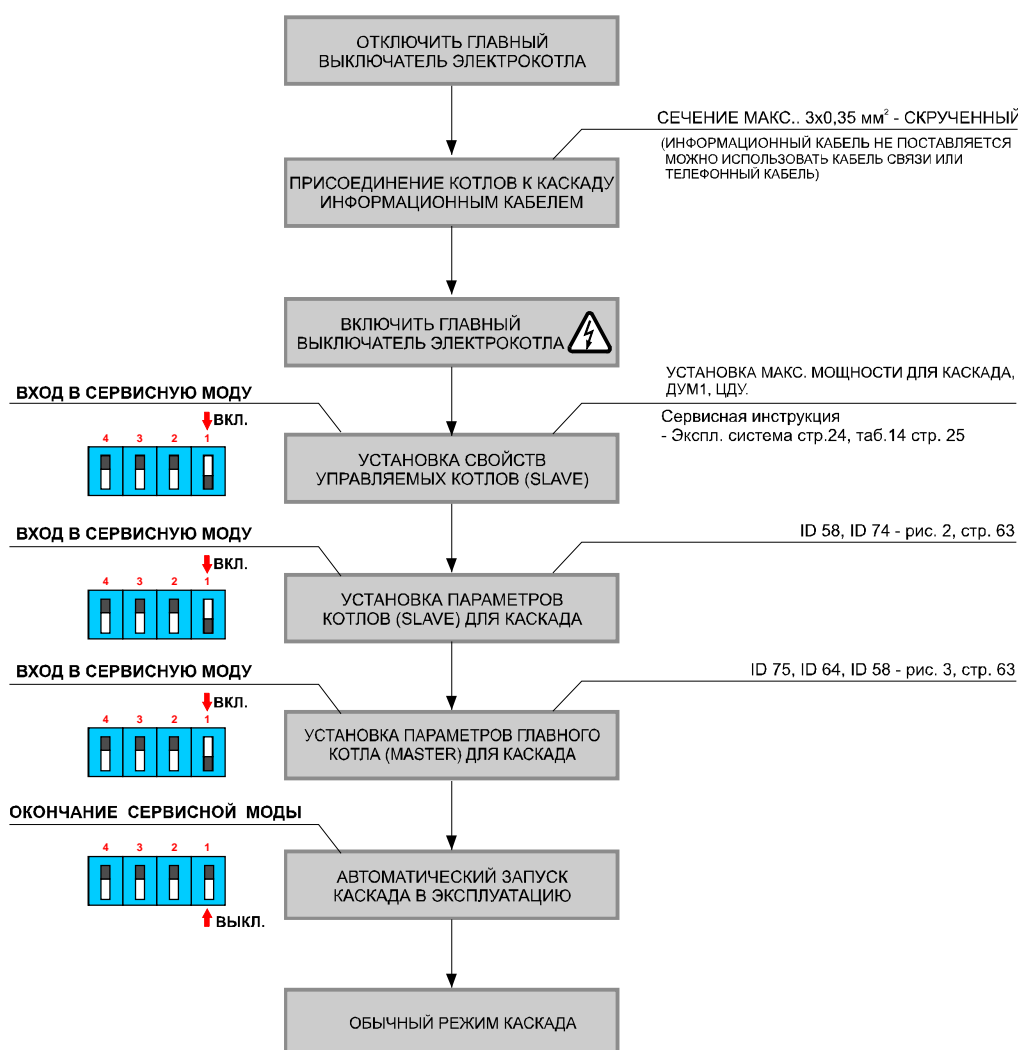 ОТКЛЮЧИТЬ ГЛАВНЫЙ
ВЫКЛЮЧАТЕЛЬ ЭЛЕКТРОКОТЛА
СЕЧЕНИЕ МАКС.. 3x0,35 мм² - СКРУЧЕННЫЙ
(ИНФОРМАЦИОННЫЙ КАБЕЛЬ НЕ ПОСТАВЛЯЕТСЯ
МОЖНО ИСПОЛЬЗОВАТЬ КАБЕЛЬ СВЯЗИ ИЛИ
ТЕЛЕФОННЫЙ КАБЕЛЬ)
ПРИСОЕДИНЕНИЕ КОТЛОВ К КАСКАДУ
ИНФОРМАЦИОННЫМ КАБЕЛЕМ
ВКЛЮЧИТЬ ГЛАВНЫЙ
ВЫКЛЮЧАТЕЛЬ ЭЛЕКТРОКОТЛА
УСТАНОВКА МАКС. МОЩНОСТИ ДЛЯ КАСКАДА,
ДУМ1, ЦДУ.
Сервисная инструкция
- Экспл. система стр.24, таб.14 стр. 25
ВХОД В СЕРВИСНУЮ МОДУ
ВКЛ.
4 3 2 1
УСТАНОВКА СВОЙСТВ
УПРАВЛЯЕМЫХ КОТЛОВ (SLAVE)
ВХОД В СЕРВИСНУЮ МОДУ
ВКЛ.
4 3 2 1
ID 58, ID 74 - рис. 2, стр. 63
УСТАНОВКА ПАРАМЕТРОВ
КОТЛОВ (SLAVE) ДЛЯ КАСКАДА
ВХОД В СЕРВИСНУЮ МОДУ
ВКЛ.
4 3 2 1
ID 75, ID 64, ID 58 - рис. 3, стр. 63
УСТАНОВКА ПАРАМЕТРОВ ГЛАВНОГО
КОТЛА (MASTER) ДЛЯ КАСКАДА
ОКОНЧАНИЕ СЕРВИСНОЙ МОДЫ
4 3 2 1
ВЫКЛ.
АВТОМАТИЧЕСКИЙ ЗАПУСК
КАСКАДА В ЭКСПЛУАТАЦИЮ
ОБЫЧНЫЙ РЕЖИМ КАСКАДА